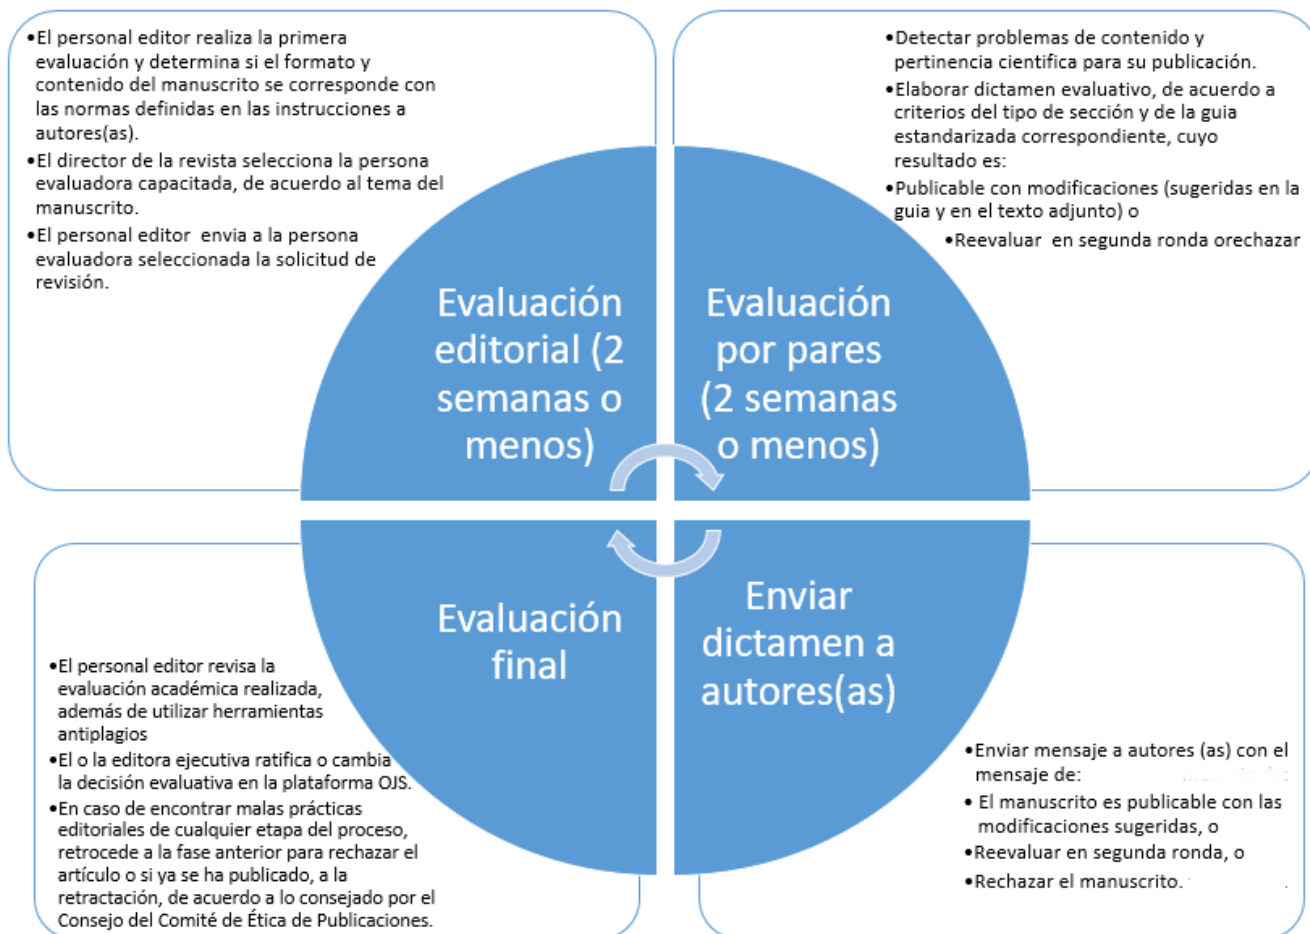 •El personal editor realiza la primera
evaluación y determina si el formato y
contenido del manuscrito se corresponde con
las normas definidas en las instrucciones a
autores(as).
•El director de la revista selecciona la persona
evaluadora capacitada, de acuerdo al tema del
manuscrito.
•El personal editor  envia a la persona
evaluadora seleccionada la solicitud de
revisión.
Evaluación
editorial (2
semanas o
menos)
•Detectar problemas de contenido y
pertinencia cientifica para su publicación.
•Elaborar dictamen evaluativo, de acuerdo a
criterios del tipo de sección y de la guia
estandarizada correspondiente, cuyo
resultado es:
•Publicable con modificaciones (sugeridas en la
guia y en el texto adjunto) o
•Reevaluar  en segunda ronda orechazar
Evaluación
por pares
(2 semanas
o menos)
Evaluación
final
•El personal editor revisa la
evaluación académica realizada,
además de utilizar herramientas
antiplagios
•El o la editora ejecutiva ratifica o cambia
la decisión evaluativa en la plataforma OJS.
•En caso de encontrar malas prácticas
editoriales de cualquier etapa del proceso,
retrocede a la fase anterior para rechazar el
artículo o si ya se ha publicado, a la
retractación, de acuerdo a lo consejado por el
Consejo del Comité de Ética de Publicaciones.
Enviar
dictamen a
autores(as)
•Enviar mensaje a autores (as) con el
mensaje de:
• El manuscrito es publicable con las
modificaciones sugeridas, o
•Reevaluar en segunda ronda, o
•Rechazar el manuscrito.